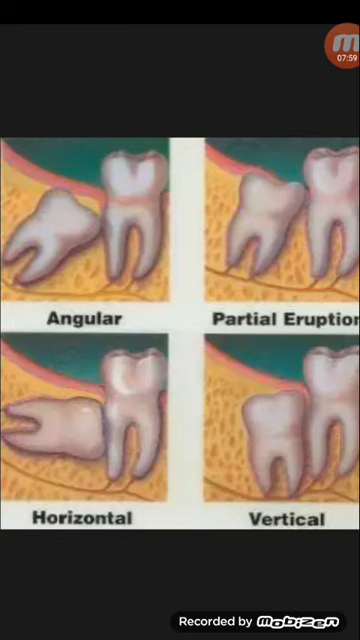 07:59
Angular
Partial Eruption
Horizontal
Vertical
Recorded by mobizen